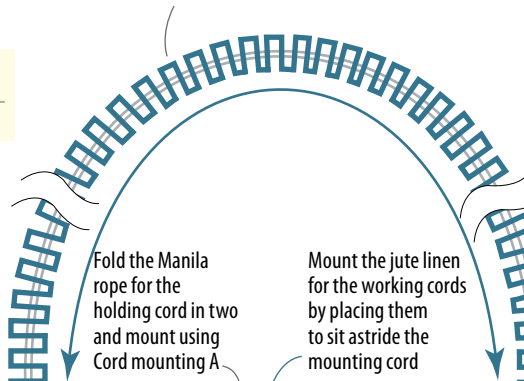 Fold the Manila
rope for the
holding cord in two
and mount using
Cord mounting A
Mount the jute linen
for the working cords
by placing them
to sit astride the
mounting cord